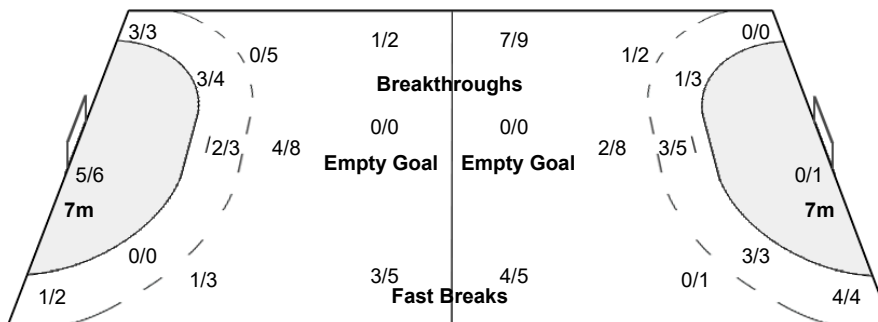 3/3 1/2 7/9 0/0
0/5 1/2
3/4 1/3
Breakthroughs
0/0 0/0
2/3 4/8 2/8 3/5
Empty Goal Empty Goal
5/6 0/1
7m 7m
0/0 3/3
1/3 3/5 4/5 0/1
1/2 4/4
Fast Breaks